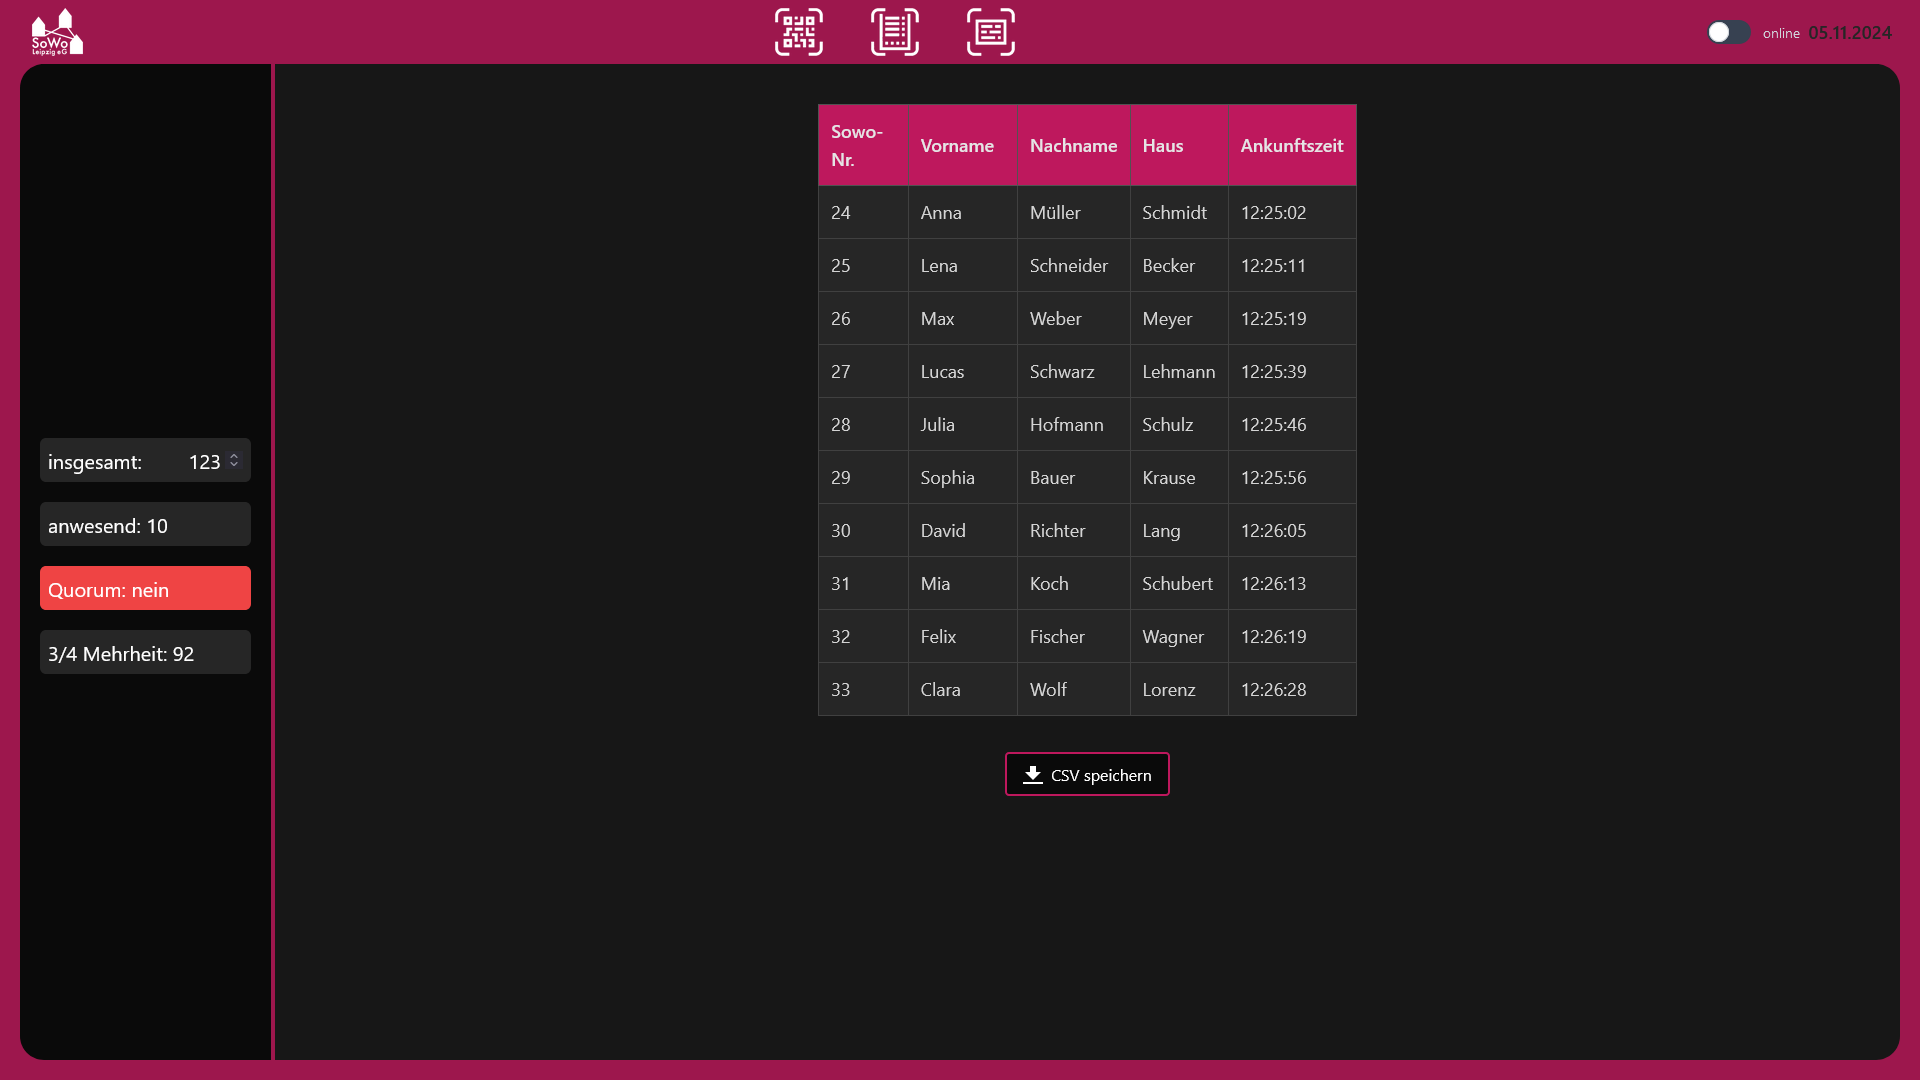 SoWo
Leipzig eG
online 05.11.2024
insgesamt: 123
anwesend: 10
Quorum: nein
3/4 Mehrheit: 92
Sowo-Nr. Vorname Nachname Haus Ankunftszeit
24 Anna Müller Schmidt 12:25:02
25 Lena Schneider Becker 12:25:11
26 Max Weber Meyer 12:25:19
27 Lucas Schwarz Lehmann 12:25:39
28 Julia Hofmann Schulz 12:25:46
29 Sophia Bauer Krause 12:25:56
30 David Richter Lang 12:26:05
31 Mia Koch Schubert 12:26:13
32 Felix Fischer Wagner 12:26:19
33 Clara Wolf Lorenz 12:26:28
CSV speichern